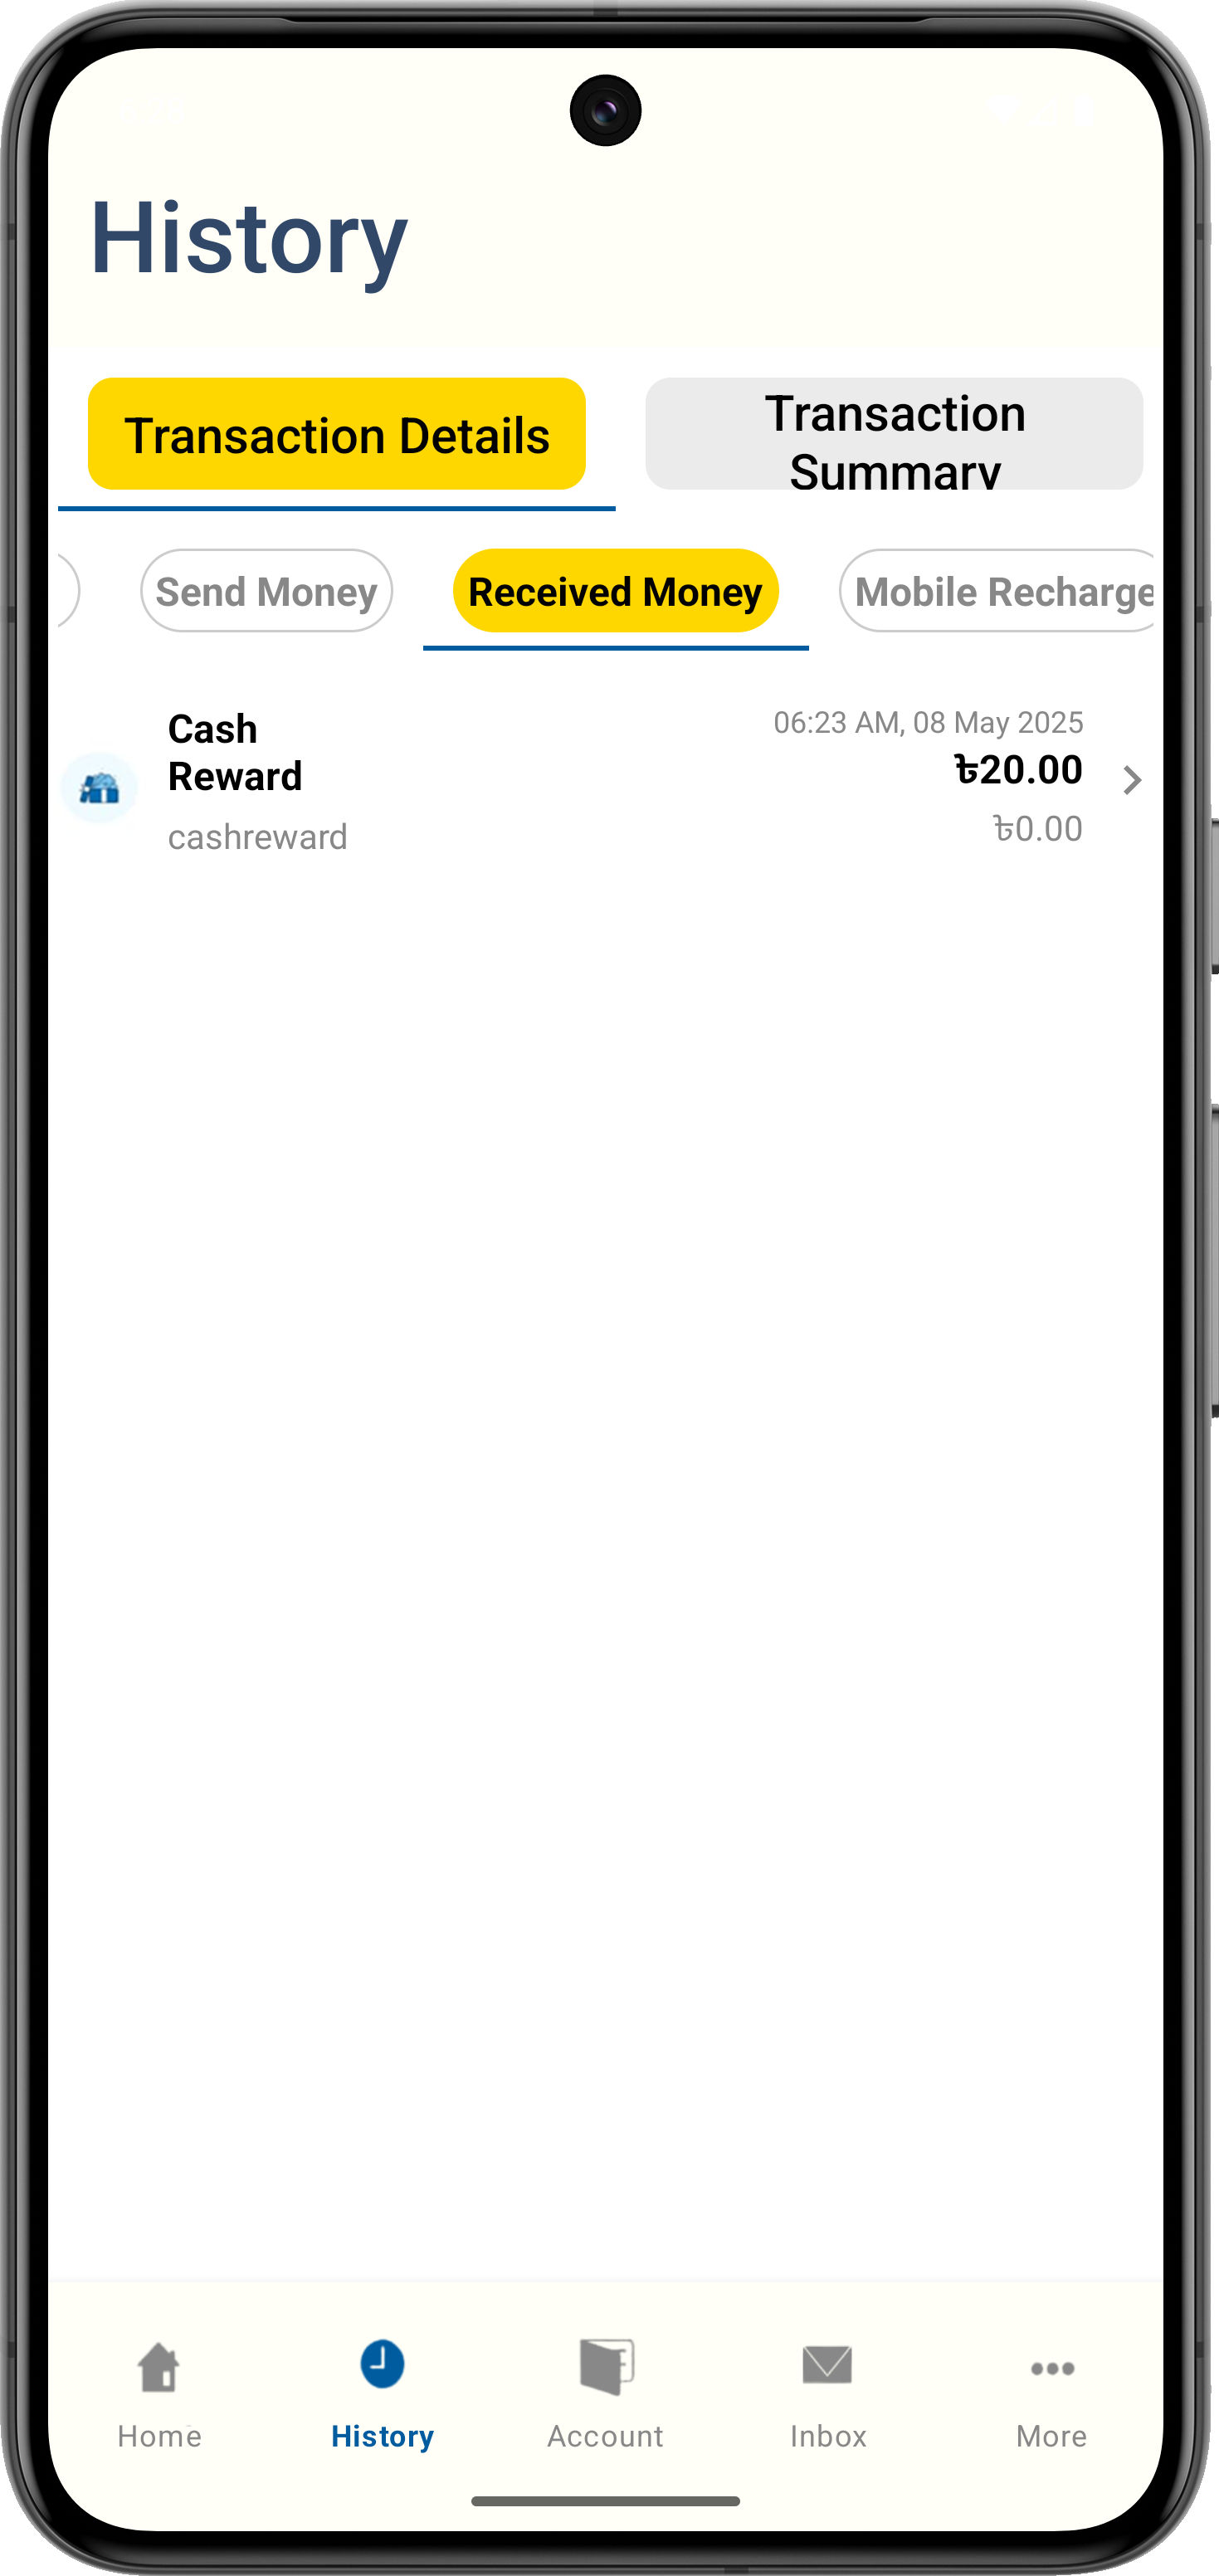 History
Transaction Details
Transaction
Summary
Send Money
Received Money
Mobile Recharge
Cash
Reward
cashreward
06:23 AM, 08 May 2025
৳20.00
৳0.00
Home
History
Account
Inbox
More